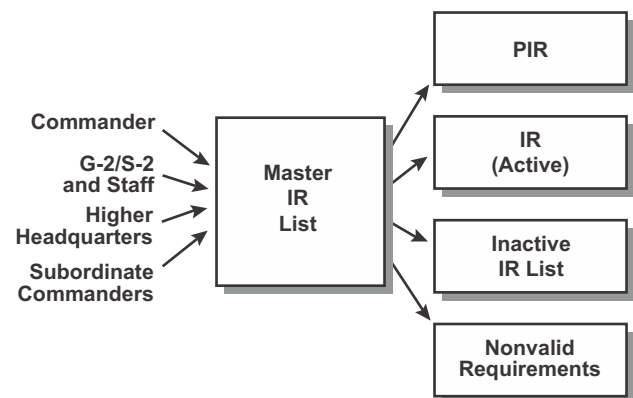 Commander
G-2/S-2
and Staff
Higher
Headquarters
Subordinate
Commanders
Master
IR
List
PIR
IR
(Active)
Inactive
IR List
Nonvalid
Requirements